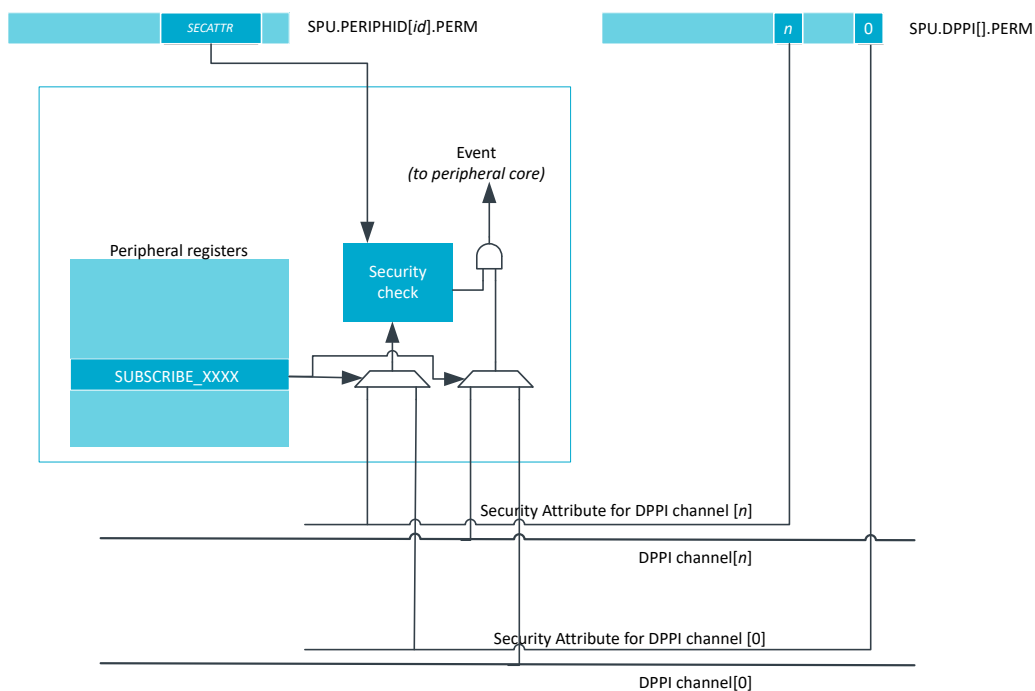 SECATTR
SPU.PERIPHID[id].PERM
n
0
SPU.DPPI[].PERM
Event
(to peripheral core)
Peripheral registers
Security
check
SUBSCRIBE_XXXX
Security Attribute for DPPI channel [n]
DPPI channel[n]
Security Attribute for DPPI channel [0]
DPPI channel[0]